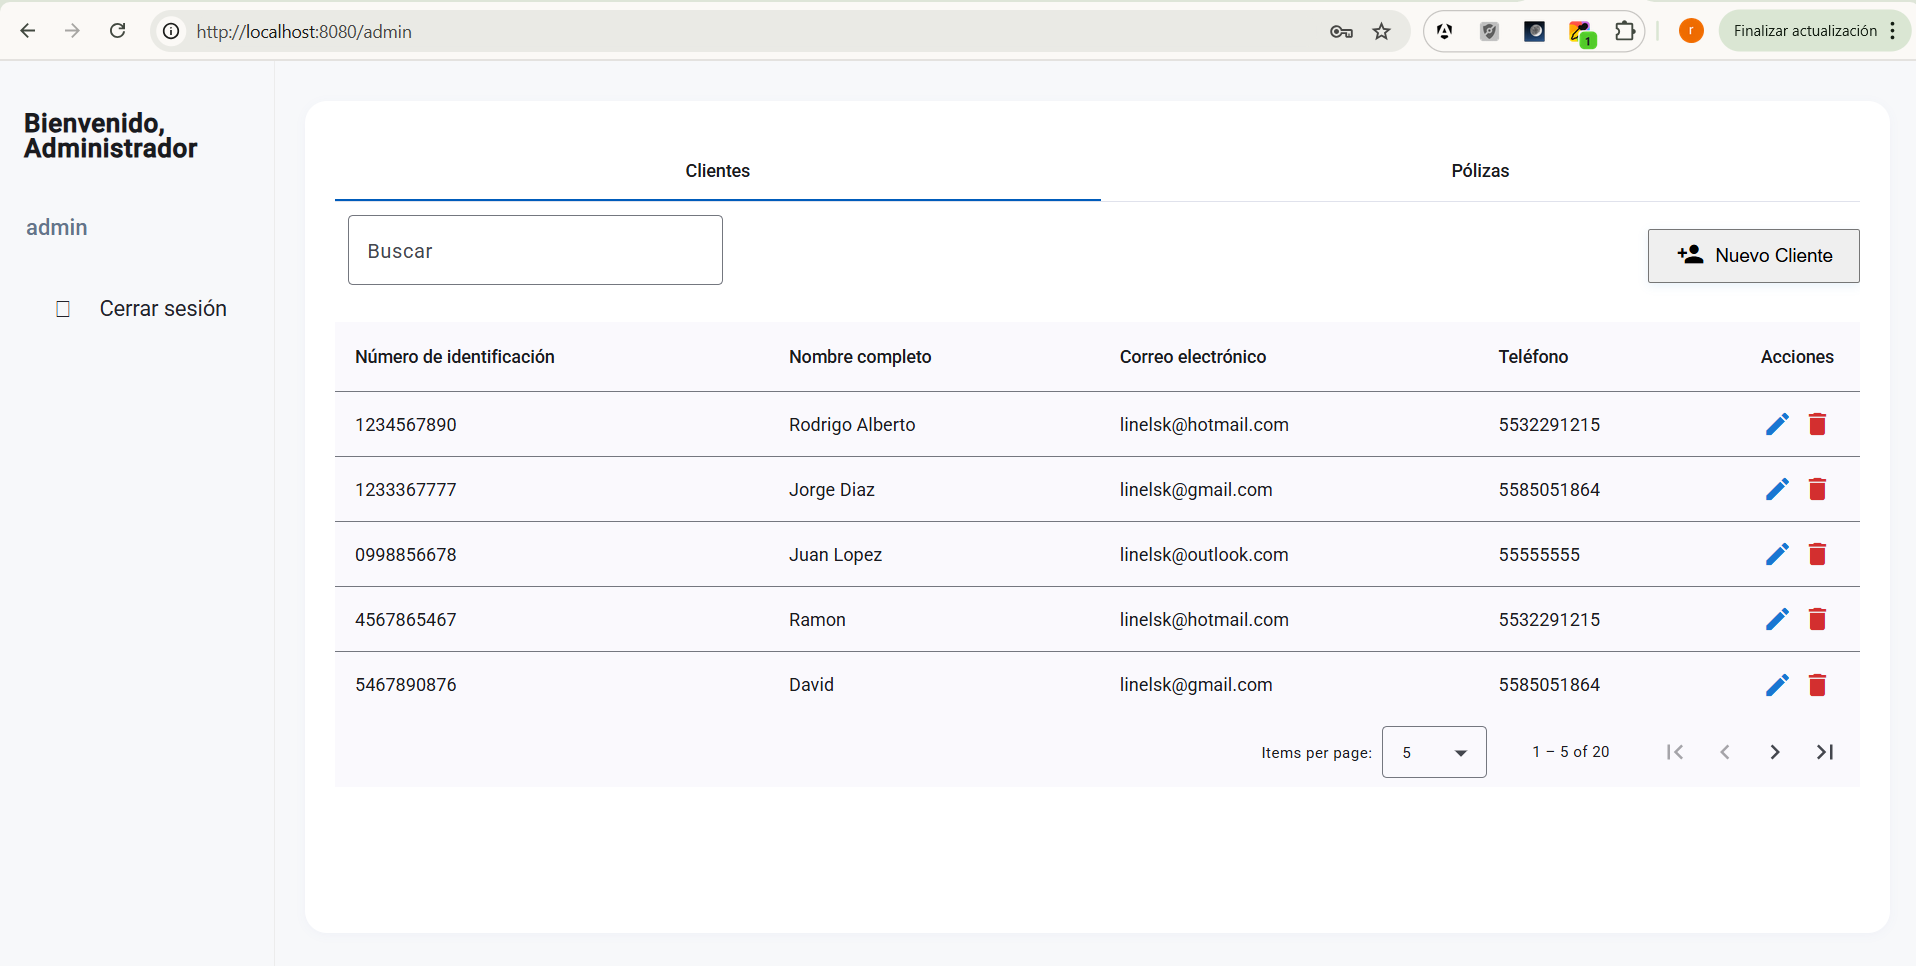 http://localhost:8080/admin
1
r
Finalizar actualización
Bienvenido,
Administrador
admin
Cerrar sesión
Clientes Pólizas
Buscar
Nuevo Cliente
Número de identificación Nombre completo Correo electrónico Teléfono Acciones
1234567890 Rodrigo Alberto linelsk@hotmail.com 5532291215
1233367777 Jorge Diaz linelsk@gmail.com 5585051864
0998856678 Juan Lopez linelsk@outlook.com 55555555
4567865467 Ramon linelsk@hotmail.com 5532291215
5467890876 David linelsk@gmail.com 5585051864
Items per page: 5 1 – 5 of 20